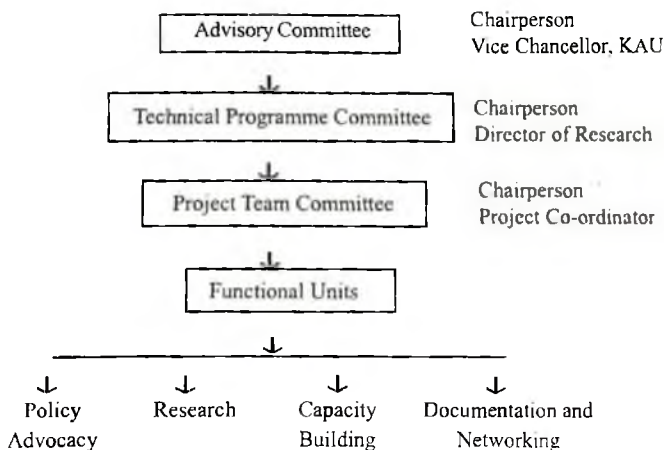 Advisory Committee
Chairperson
Vice Chancellor, KAU
Technical Programme Committee
Chairperson
Director of Research
Project Team Committee
Chairperson
Project Co-ordinator
Functional Units
Policy
Advocacy
Research
Capacity
Building
Documentation and
Networking